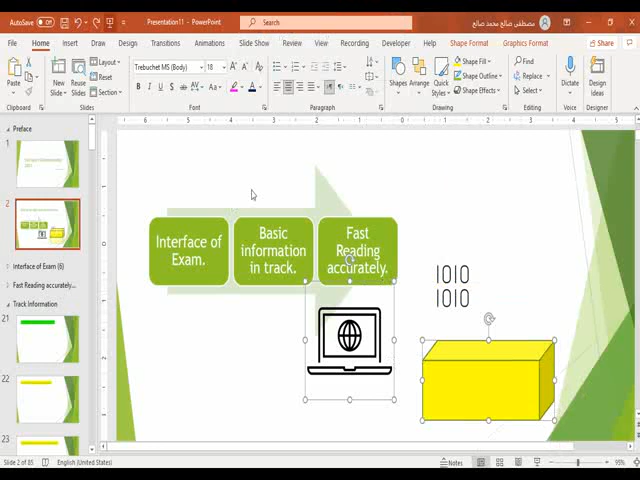 AutoSave Off Presentation11 - PowerPoint Search مصطفى صالح محمد صالح
File Home Insert Draw Design Transitions Animations Slide Show Review View Recording Developer Help Shape Format Graphics Format Share
Paste New Slide Reuse Slides Layout Reset Section Trebuchet MS (Body) 18 Shapes Arrange Quick Styles Shape Fill Shape Outline Shape Effects Find Replace Select Dictate Design Ideas
Clipboard Slides Font Paragraph Drawing Editing Voice Designer
Preface
1
2
Interface of Exam (6)
Fast Reading accurately...
Track Information
21
22
23
Interface of Exam.
Basic information in track.
Fast Reading accurately.
1010
1010
Slide 2 of 85 English (United States) Notes 95%